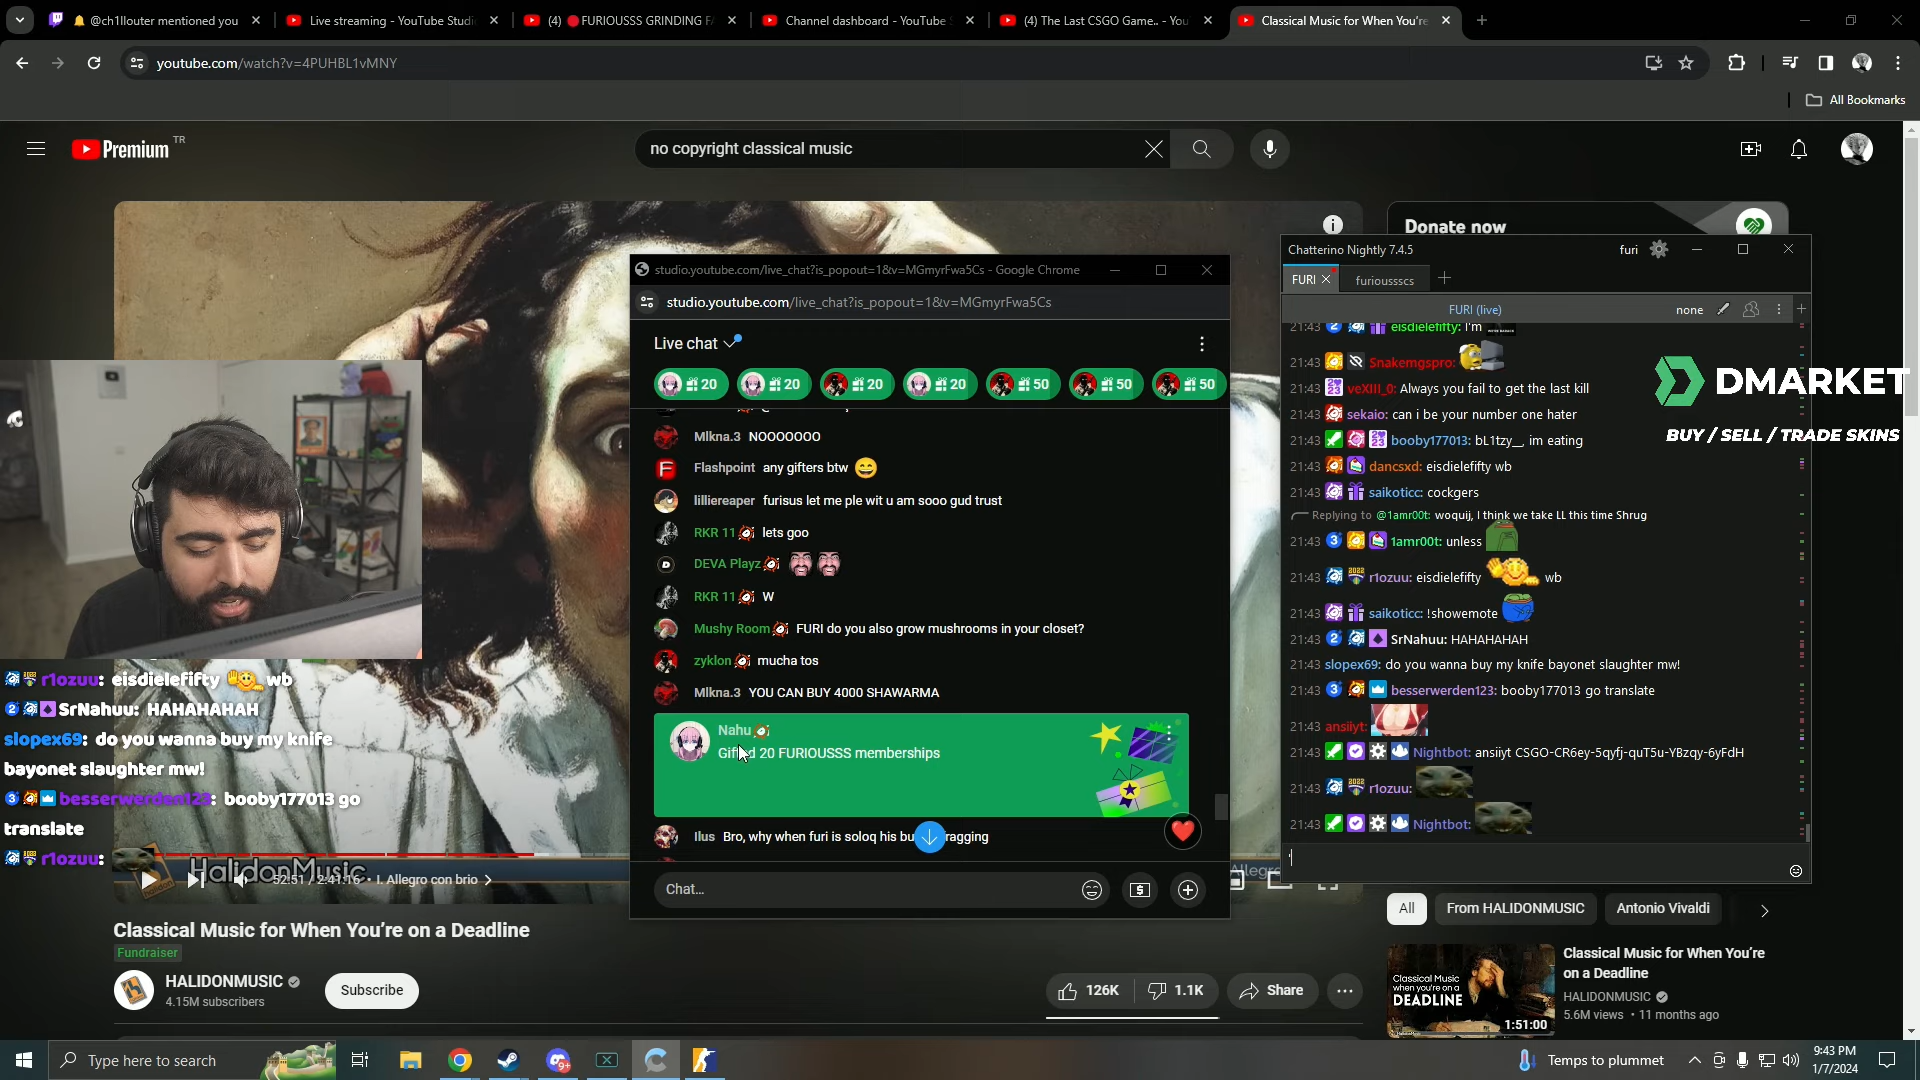 @ch1llouter mentioned you
Live streaming - YouTube Studi
(4) 🔴FURIOUSSS GRINDING FA
Channel dashboard - YouTube S
(4) The Last CSGO Game.. - You
Classical Music for When You're
youtube.com/watch?v=4PUHBL1vMNY
All Bookmarks
Premium TR
no copyright classical music
Donate now
studio.youtube.com/live_chat?is_popout=1&v=MGmyrFwa5Cs - Google Chrome
studio.youtube.com/live_chat?is_popout=1&v=MGmyrFwa5Cs
Live chat
20 20 20 20 50 50 50
Mlkna.3 NOOOOOOO
Flashpoint any gifters btw 😄
lilliereaper furisus let me ple wit u am sooo gud trust
RKR 11 lets goo
DEVA Playz
RKR 11 W
Mushy Room FURI do you also grow mushrooms in your closet?
zyklon mucha tos
Mlkna.3 YOU CAN BUY 4000 SHAWARMA
Nahu
Gifted 20 FURIOUSSS memberships
Ilus Bro, why when furi is soloq his bu ragging
Chat...
Chatterino Nightly 7.4.5
furi
FURI
furioussscs
FURI (live)
none
21:43 eisdielefifty: I'm
21:43 Snakemgspro:
21:43 veXIII_0: Always you fail to get the last kill
21:43 sekaio: can i be your number one hater
21:43 booby177013: bL1tzy__ im eating
21:43 dancsxd: eisdielefifty wb
21:43 saikoticc: cockgers
Replying to @1amr00t: woquij, I think we take LL this time Shrug
21:43 1amr00t: unless
21:43 r1ozuu: eisdielefifty wb
21:43 saikoticc: !showemote
21:43 SrNahuu: HAHAHAHAH
21:43 slopex69: do you wanna buy my knife bayonet slaughter mw!
21:43 besserwerden123: booby177013 go translate
21:43 ansiiyt:
21:43 Nightbot: ansiiyt CSGO-CR6ey-5qyfj-quT5u-YBzqy-6yFdH
21:43 r1ozuu:
21:43 Nightbot:
DMARKET
BUY / SELL / TRADE SKINS
r1ozuu: eisdielefifty wb
SrNahuu: HAHAHAHAH
slopex69: do you wanna buy my knife
bayonet slaughter mw!
besserwerden123: booby177013 go
translate
r1ozuu:
HalidonMusic
52:51 / 2:41:16 • I. Allegro con brio
Classical Music for When You're on a Deadline
Fundraiser
HALIDONMUSIC
4.15M subscribers
Subscribe
126K
1.1K
Share
All
From HALIDONMUSIC
Antonio Vivaldi
Classical Music
when you're on a
DEADLINE
1:51:00
Classical Music for When You're
on a Deadline
HALIDONMUSIC
5.6M views • 11 months ago
Type here to search
Temps to plummet
9:43 PM
1/7/2024